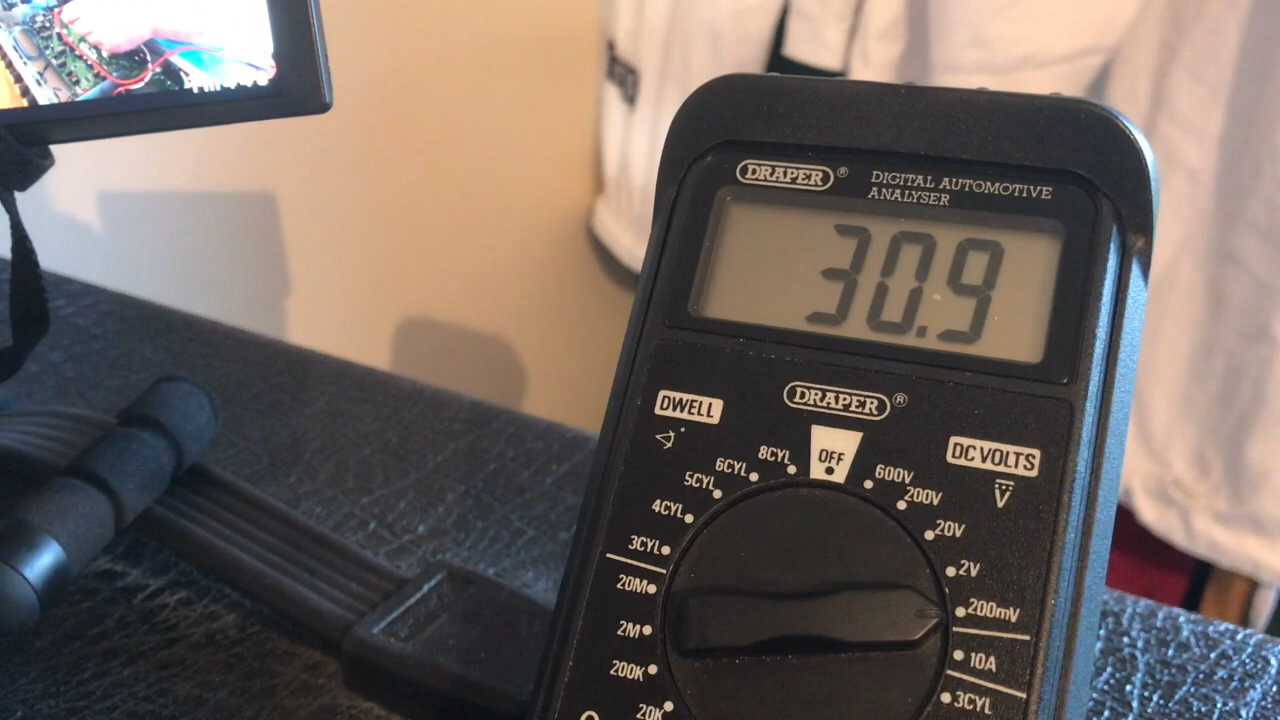 DRAPER ®
DIGITAL AUTOMOTIVE
ANALYSER
30.9
DRAPER ®
DWELL
DC VOLTS
OFF
8CYL
6CYL
5CYL
4CYL
3CYL
20M
2M
200K
20K
600V
200V
20V
2V
200mV
10A
3CYL